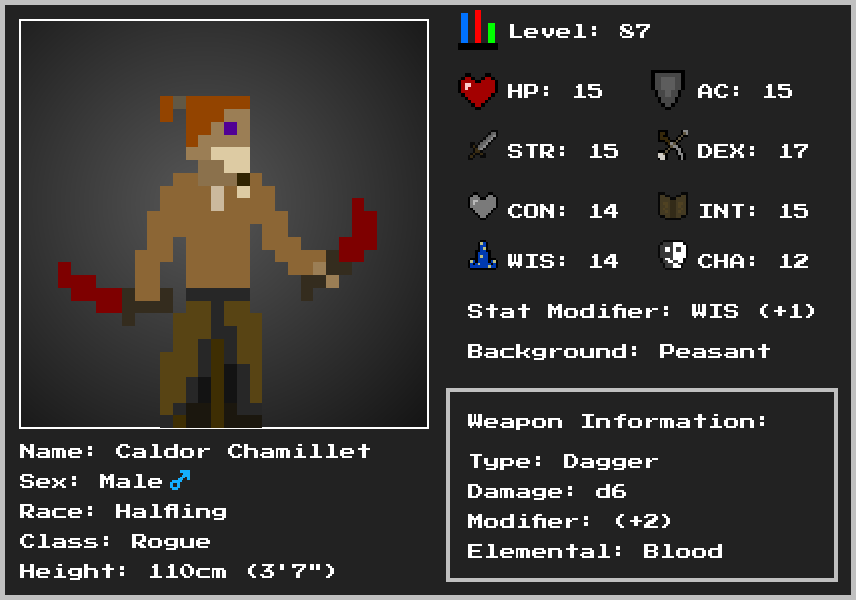 Level: 87
HP: 15 AC: 15
STR: 15 DEX: 17
CON: 14 INT: 15
WIS: 14 CHA: 12
Stat Modifier: WIS (+1)
Background: Peasant
Weapon Information:
Type: Dagger
Damage: d6
Modifier: (+2)
Elemental: Blood
Name: Caldor Chamillet
Sex: Male♂
Race: Halfling
Class: Rogue
Height: 110cm (3'7")